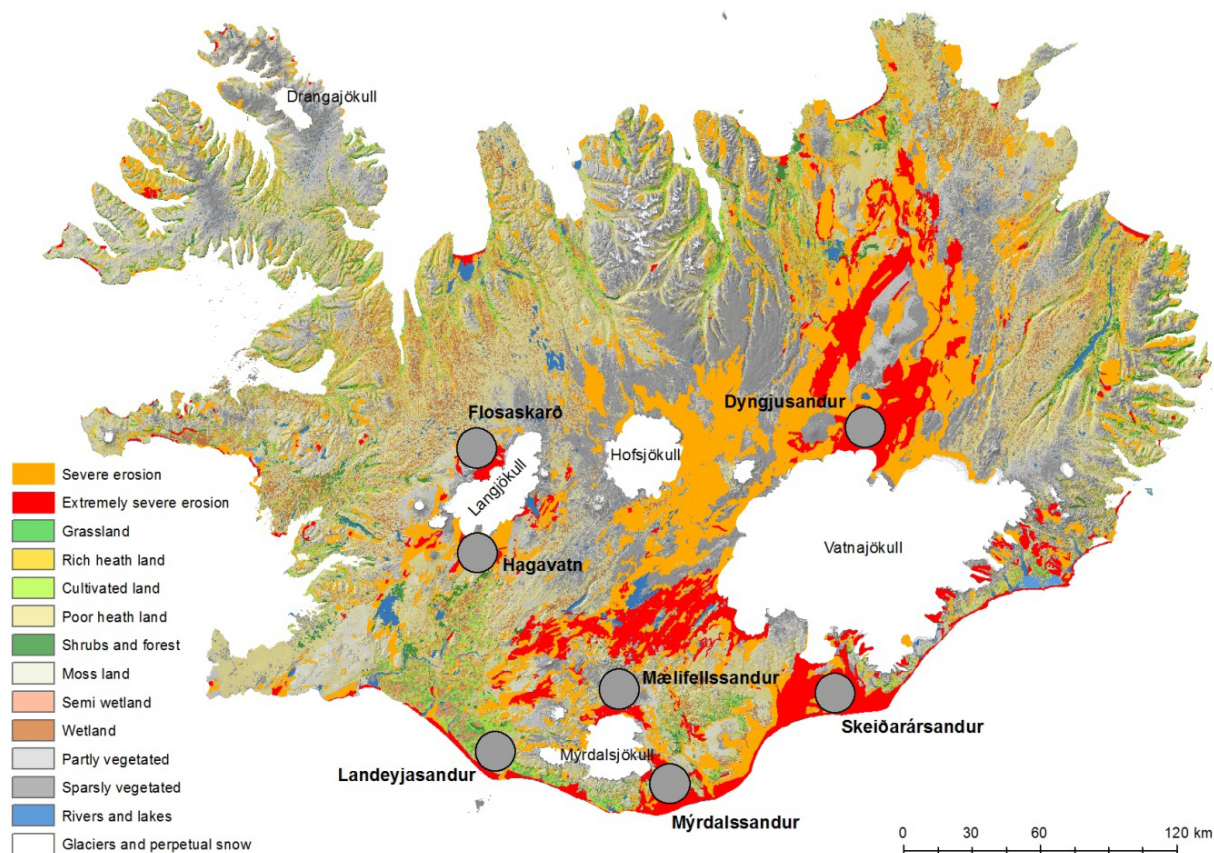 Drangajökull
Flosaskarð
Dyngjusandur
Hofsjökull
Langjökull
Vatnajökull
Hagavatn
Mælifellssandur
Skeiðarársandur
Mýrdalsjökull
Landeyjasandur
Mýrdalssandur
Severe erosion
Extremely severe erosion
Grassland
Rich heath land
Cultivated land
Poor heath land
Shrubs and forest
Moss land
Semi wetland
Wetland
Partly vegetated
Sparsly vegetated
Rivers and lakes
Glaciers and perpetual snow
0 30 60 120 km